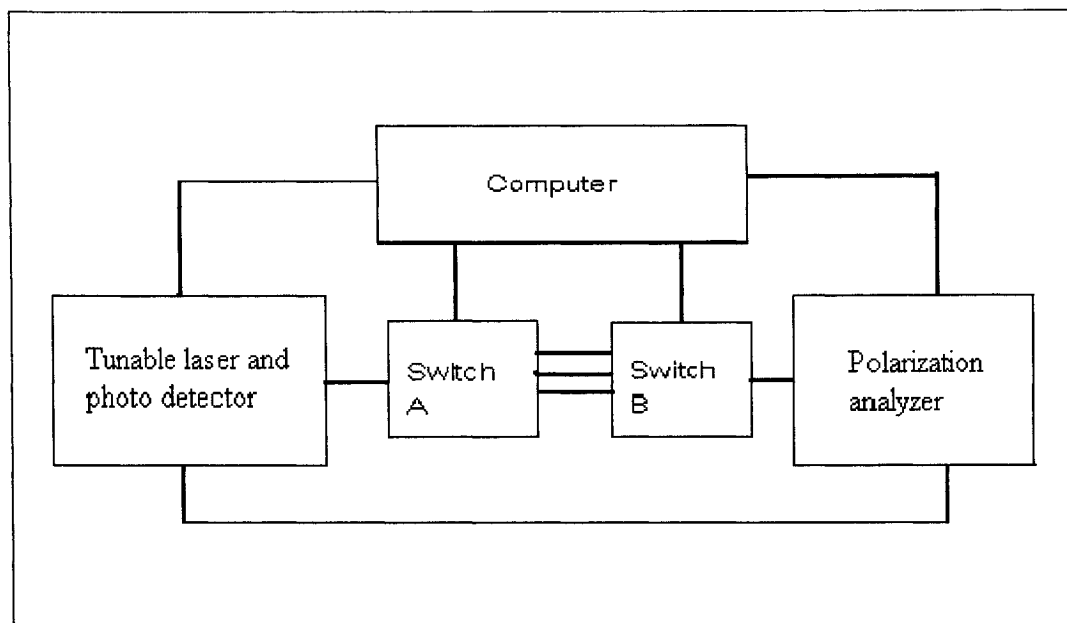 Computer
Tunable laser and
photo detector
Switch
A
Switch
B
Polarization
analyzer